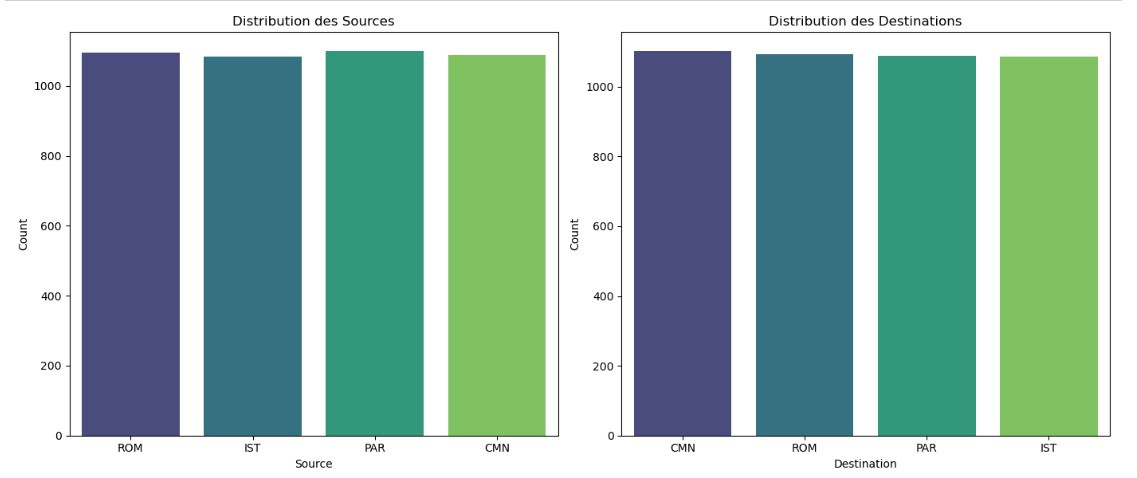 Distribution des Sources
1000
800
600
400
200
0
Count
ROM IST PAR CMN
Source
Distribution des Destinations
1000
800
600
400
200
0
Count
CMN ROM PAR IST
Destination